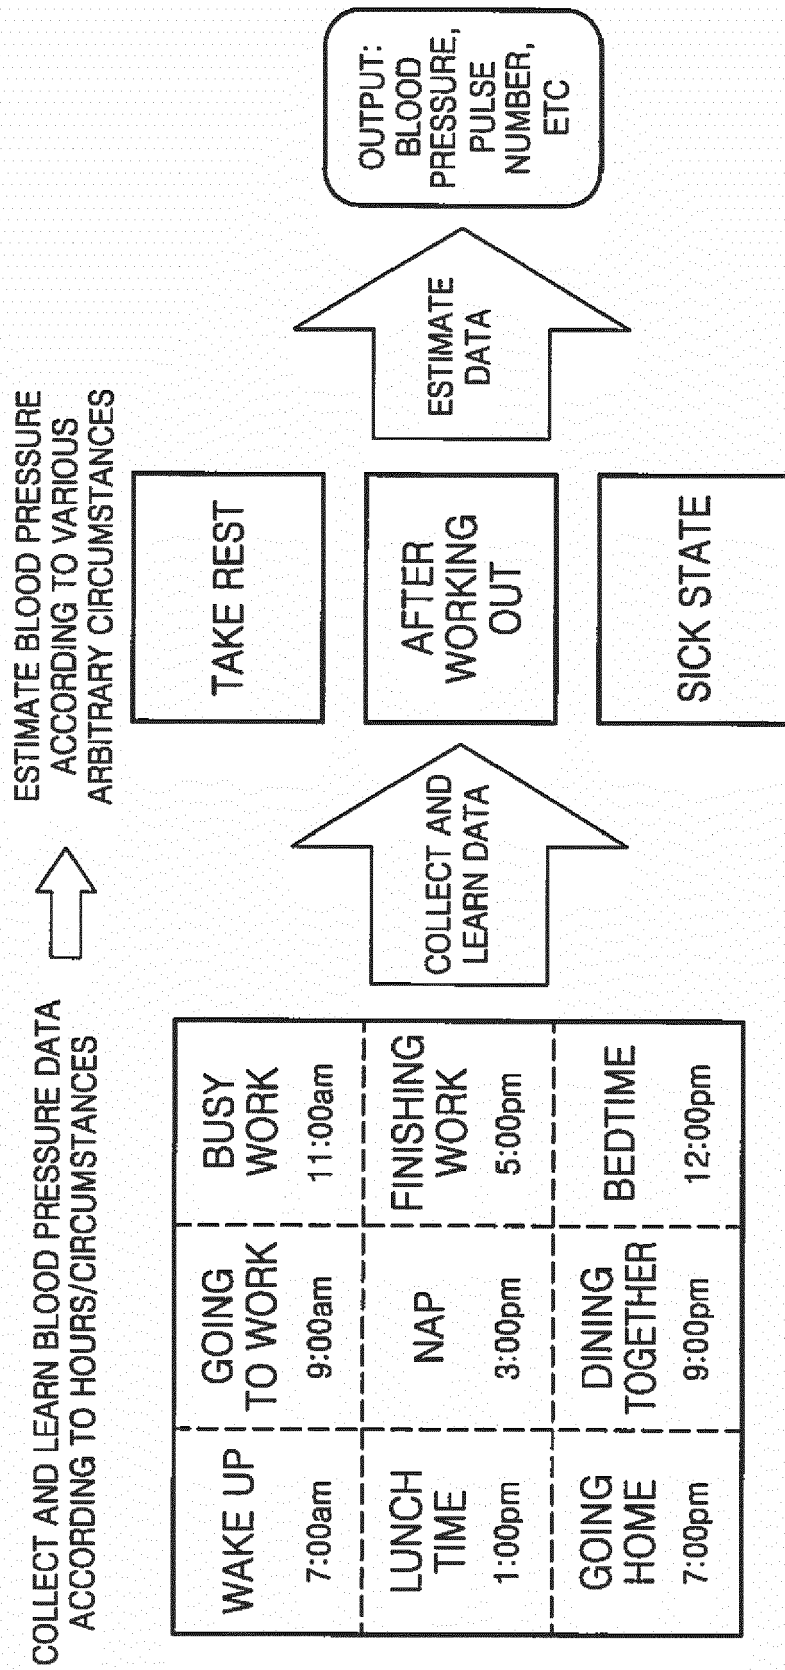 COLLECT AND LEARN BLOOD PRESSURE DATA
ACCORDING TO HOURS/CIRCUMSTANCES
ESTIMATE BLOOD PRESSURE
ACCORDING TO VARIOUS
ARBITRARY CIRCUMSTANCES
WAKE UP
7:00am
GOING
TO WORK
9:00am
BUSY
WORK
11:00am
LUNCH
TIME
1:00pm
NAP
3:00pm
FINISHING
WORK
5:00pm
GOING
HOME
7:00pm
DINING
TOGETHER
9:00pm
BEDTIME
12:00pm
COLLECT AND
LEARN DATA
TAKE REST
AFTER
WORKING
OUT
SICK STATE
ESTIMATE
DATA
OUTPUT:
BLOOD
PRESSURE,
PULSE
NUMBER,
ETC